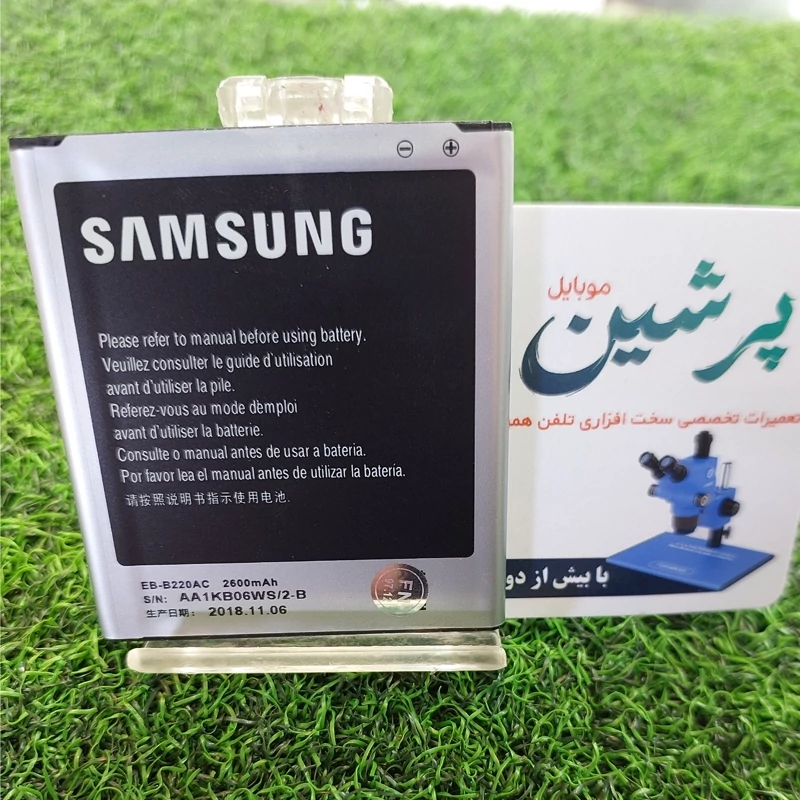 SAMSUNG
Please refer to manual before using battery.
Veuillez consulter le guide d'utilisation
avant d'utiliser la pile.
Referez-vous au mode dèmploi
avant d'utiliser la batterie.
Consulte o manual antes de usar a bateria.
Por favor lea el manual antes de utilizar la batería.
请按照说明书指示使用电池.
EB-B220AC 2600mAh
S/N: AA1KB06WS/2-B
生产日期: 2018.11.06
موبایل
پرشین
تعمیرات تخصصی سخت افزاری تلفن
با بیش از دو